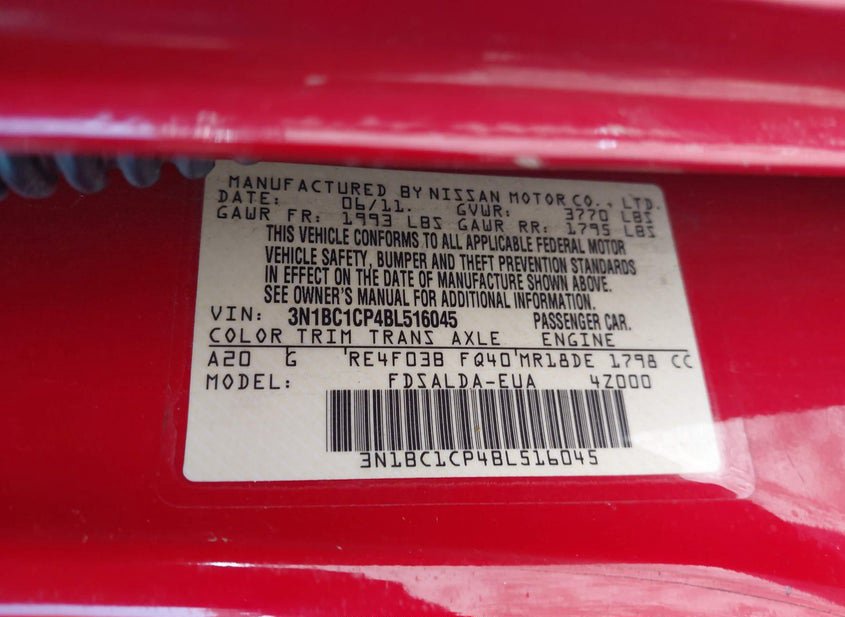 MANUFACTURED BY NISSAN MOTOR CO., LTD.
DATE: 06/11. GVWR: 3770 LBS
GAWR FR: 1993 LBS GAWR RR: 1795 LBS
THIS VEHICLE CONFORMS TO ALL APPLICABLE FEDERAL MOTOR
VEHICLE SAFETY, BUMPER AND THEFT PREVENTION STANDARDS
IN EFFECT ON THE DATE OF MANUFACTURE SHOWN ABOVE.
SEE OWNER'S MANUAL FOR ADDITIONAL INFORMATION.
VIN: 3N1BC1CP4BL516045 PASSENGER CAR.
COLOR TRIM TRANS AXLE ENGINE
A20 G RE4F03B FQ40 MR18DE 1798 CC
MODEL: FDSALDA-EUA 4Z000
3N1BC1CP4BL516045